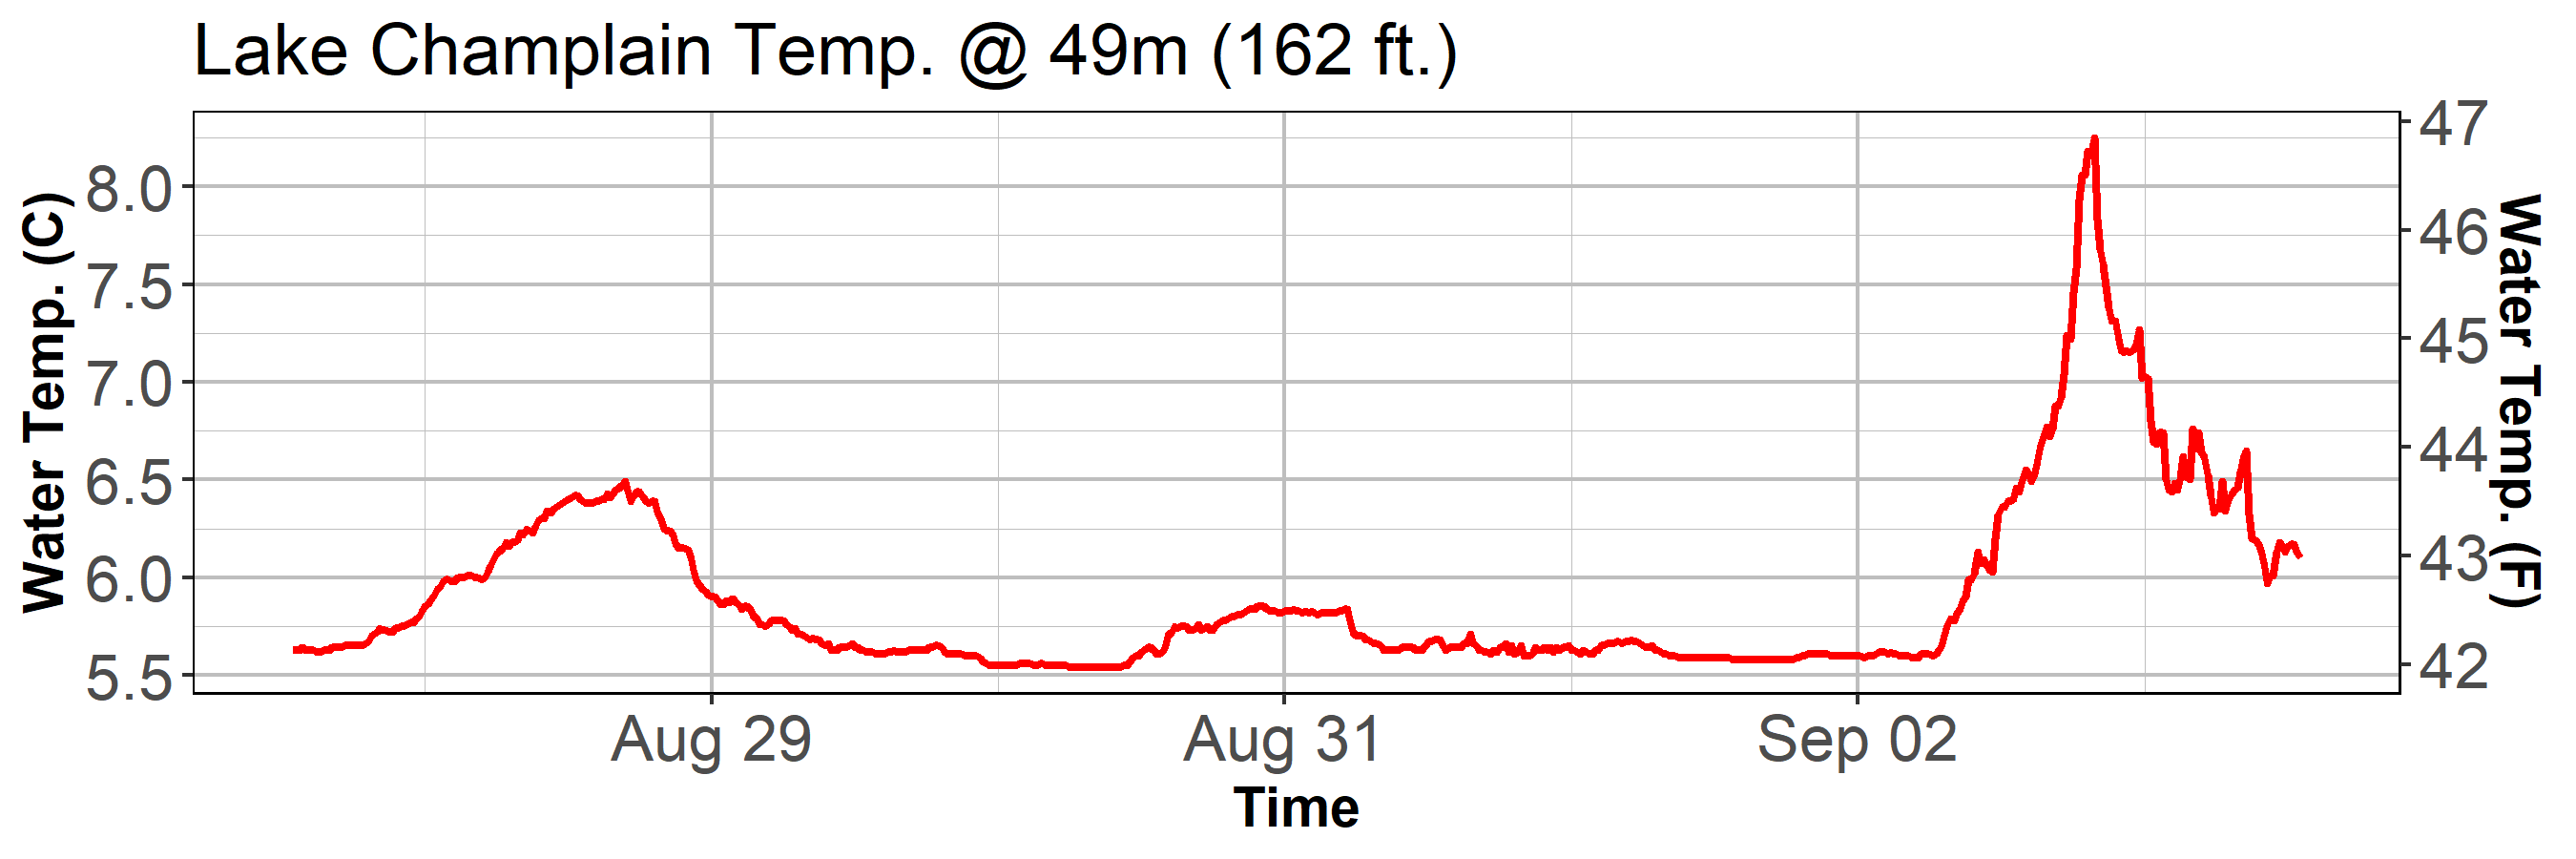 Lake Champlain Temp. @ 49m (162 ft.)
Water Temp. (C)
8.0
7.5
7.0
6.5
6.0
5.5
47
46
45
44
43
42
Water Temp. (F)
Aug 29 Aug 31 Sep 02
Time